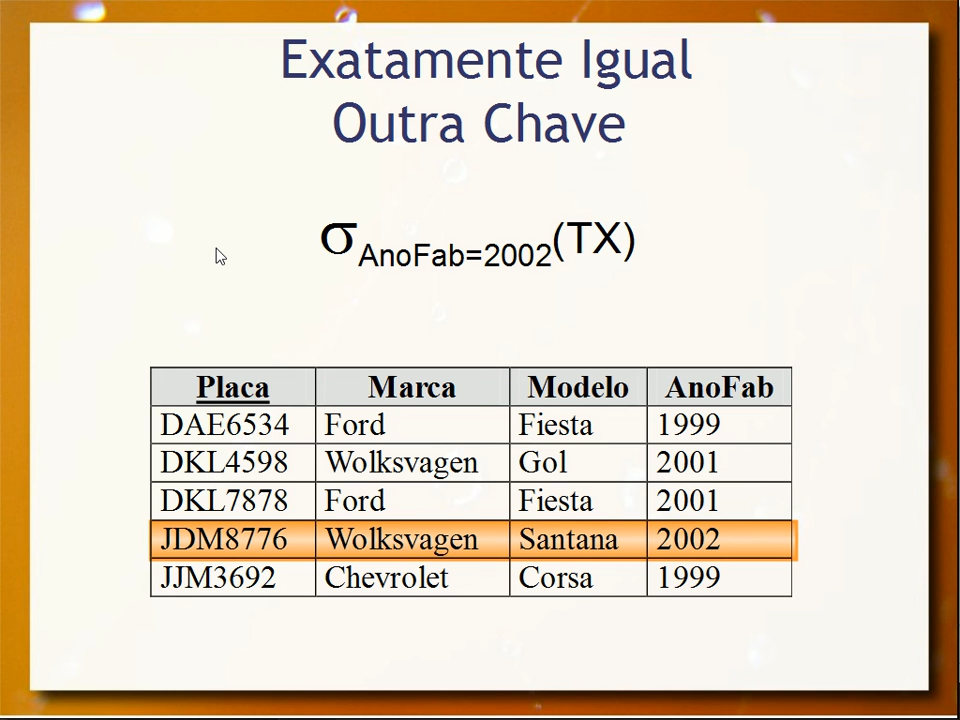 Exatamente Igual
Outra Chave
σAnoFab=2002(TX)
Placa Marca Modelo AnoFab
DAE6534 Ford Fiesta 1999
DKL4598 Wolksvagen Gol 2001
DKL7878 Ford Fiesta 2001
JDM8776 Wolksvagen Santana 2002
JJM3692 Chevrolet Corsa 1999